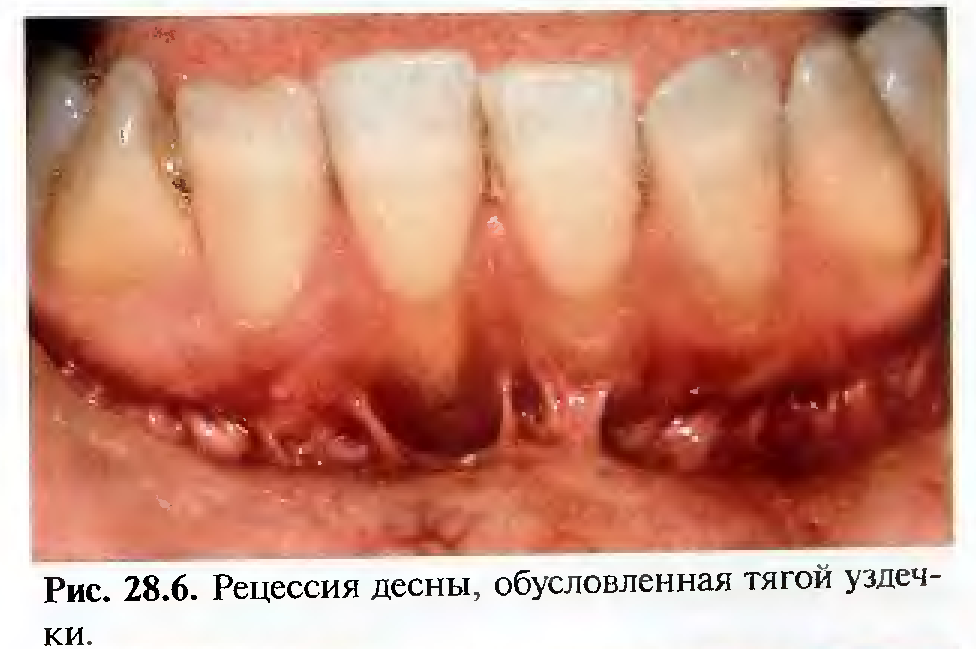 Рис. 28.6. Рецессия десны, обусловленная тягой уздеч-
ки.